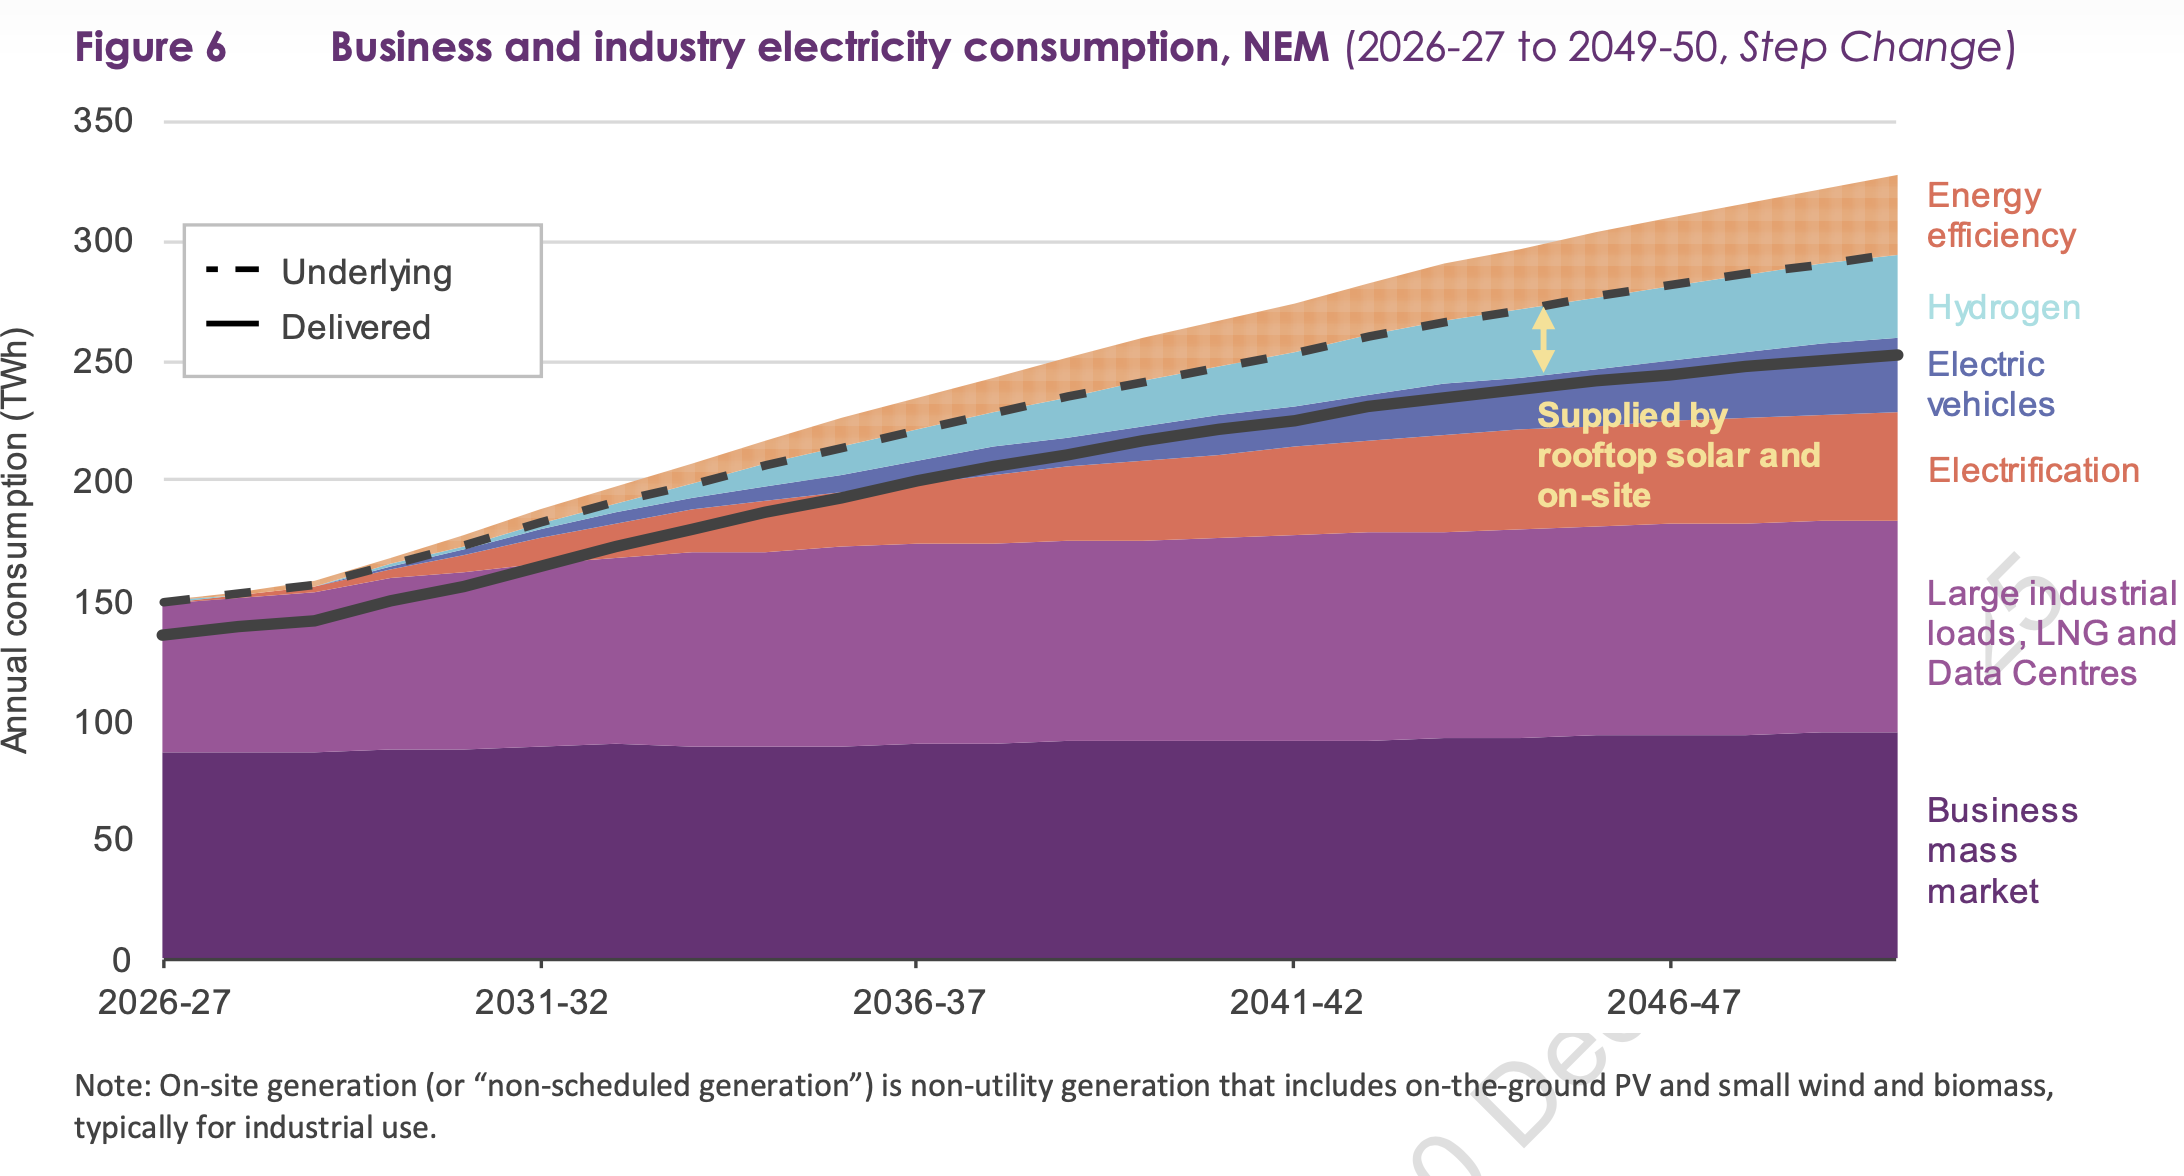 Figure 6 Business and industry electricity consumption, NEM (2026-27 to 2049-50, Step Change)
Annual consumption (TWh)
350
300
250
200
150
100
50
0
Underlying
Delivered
Supplied by
rooftop solar and
on-site
Energy
efficiency
Hydrogen
Electric
vehicles
Electrification
Large industrial
loads, LNG and
Data Centres
Business
mass
market
2026-27 2031-32 2036-37 2041-42 2046-47
Note: On-site generation (or “non-scheduled generation”) is non-utility generation that includes on-the-ground PV and small wind and biomass,
typically for industrial use.